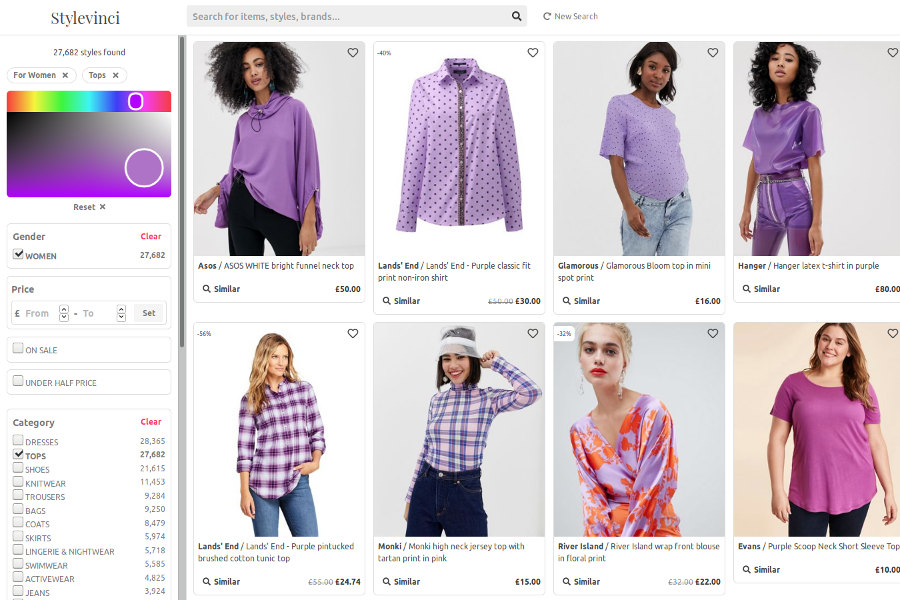 Stylevinci
Search for items, styles, brands...
New Search
27,682 styles found
For Women ✕
Tops ✕
Reset ✕
Gender Clear
WOMEN 27,682
Price
£ From - To Set
ON SALE
UNDER HALF PRICE
Category Clear
DRESSES 28,365
TOPS 27,682
SHOES 21,615
KNITWEAR 11,453
TROUSERS 9,284
BAGS 9,250
COATS 8,479
SKIRTS 5,974
LINGERIE & NIGHTWEAR 5,718
SWIMWEAR 5,585
ACTIVEWEAR 4,825
JEANS 3,924
Asos / ASOS WHITE bright funnel neck top
Similar £50.00
-40%
Lands' End / Lands' End - Purple classic fit
print non-iron shirt
Similar £50.00 £30.00
Glamorous / Glamorous Bloom top in mini
spot print
Similar £16.00
Hanger / Hanger latex t-shirt in purple
Similar £80.00
-56%
Lands' End / Lands' End - Purple pintucked
brushed cotton tunic top
Similar £55.00 £24.74
Monki / Monki high neck jersey top with
tartan print in pink
Similar £15.00
-32%
River Island / River Island wrap front blouse
in floral print
Similar £32.00 £22.00
Evans / Purple Scoop Neck Short Sleeve Top
Similar £10.00